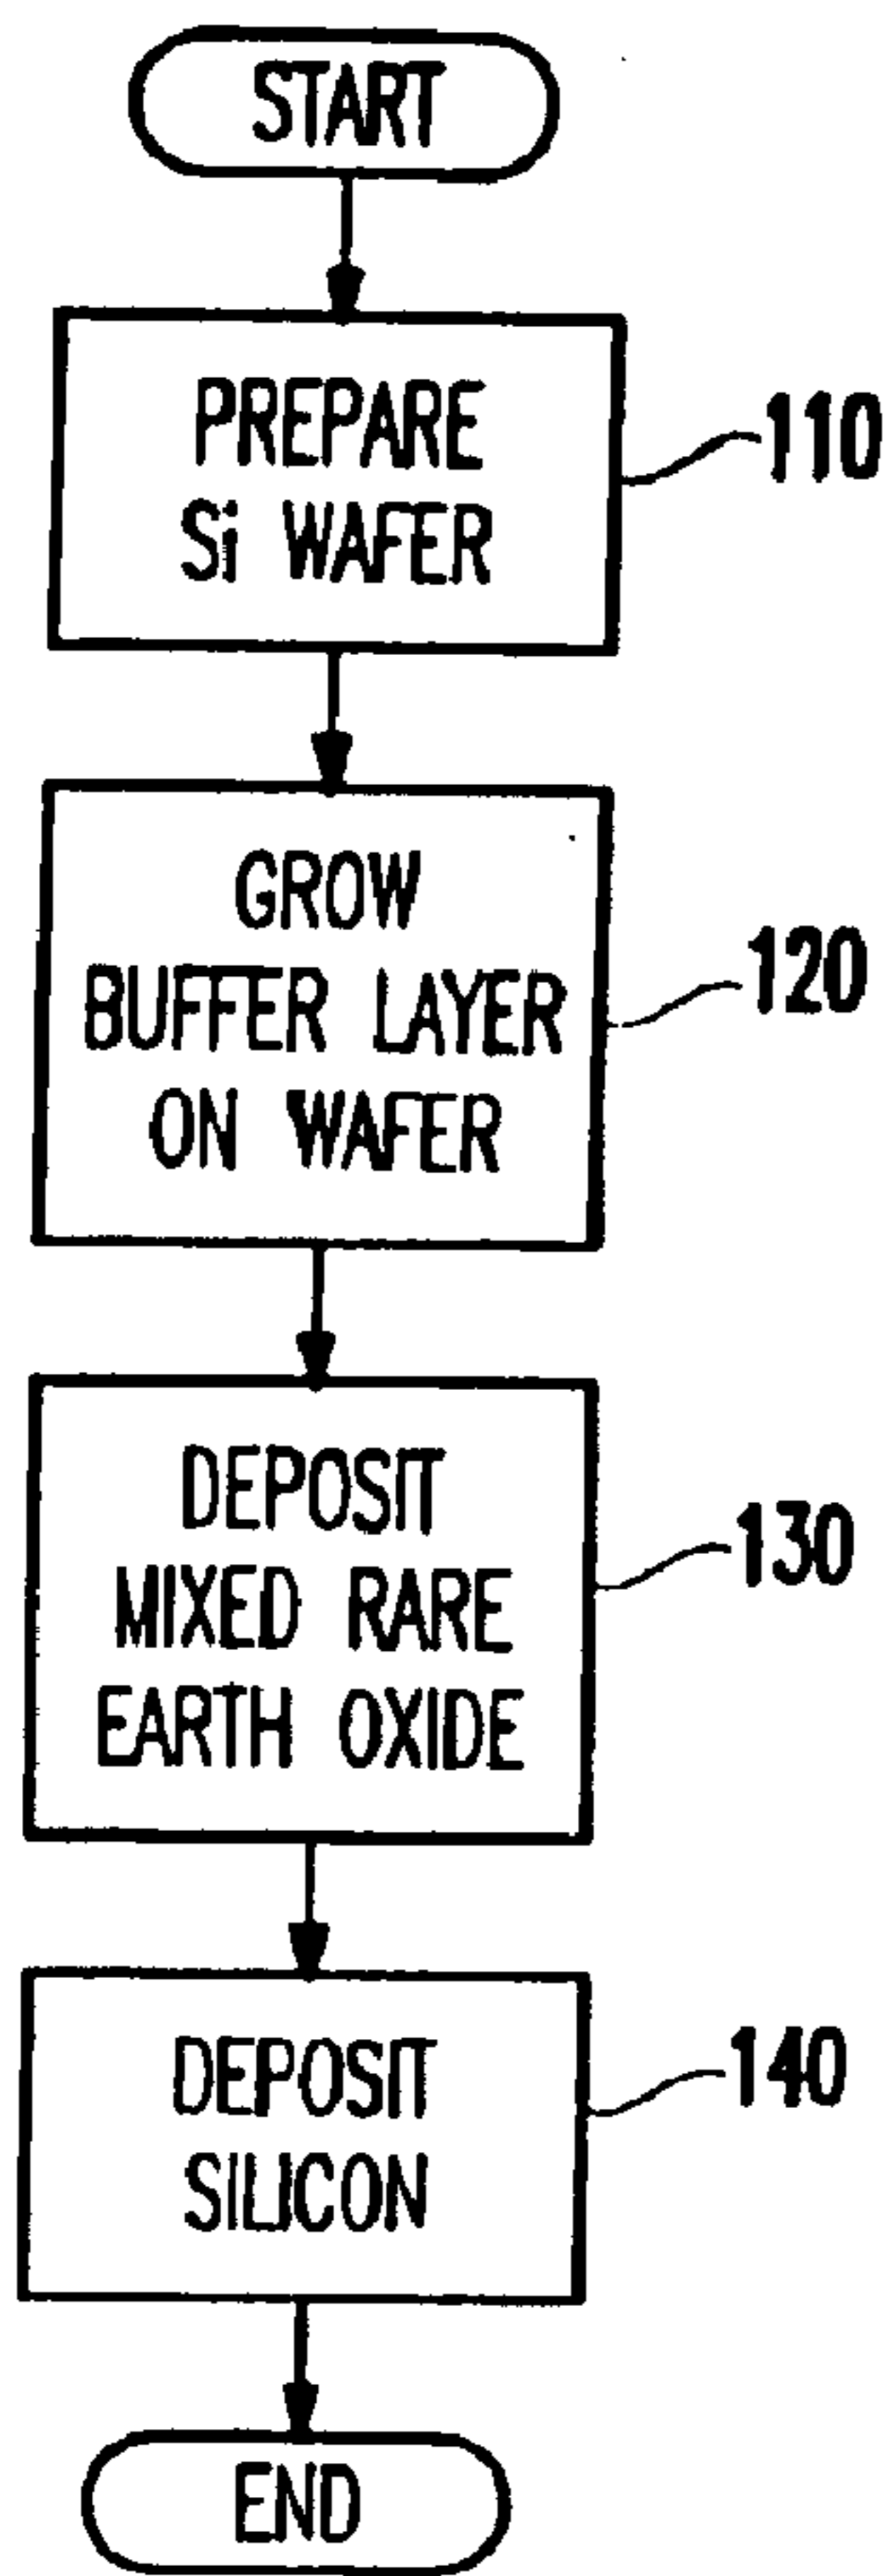 START
PREPARE
Si WAFER
110
GROW
BUFFER LAYER
ON WAFER
120
DEPOSIT
MIXED RARE
EARTH OXIDE
130
DEPOSIT
SILICON
140
END